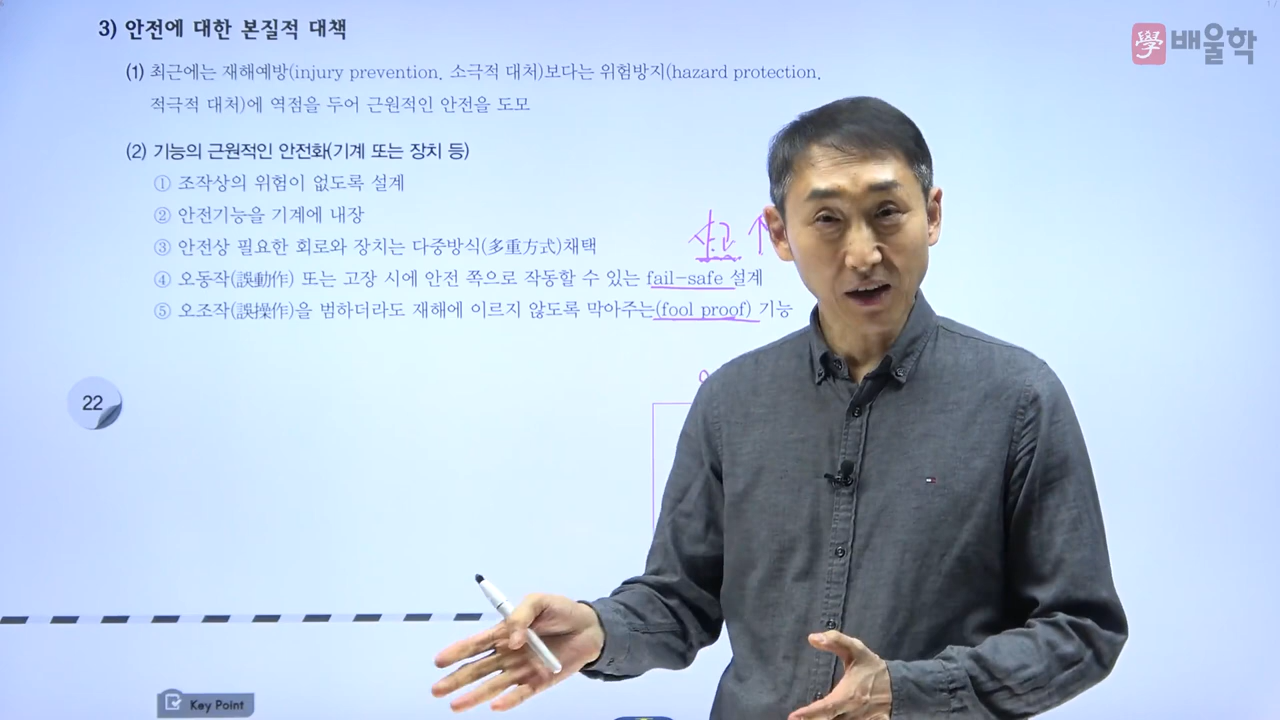 3) 안전에 대한 본질적 대책
學 배울학
(1) 최근에는 재해예방(injury prevention, 소극적 대처)보다는 위험방지(hazard protection,
적극적 대처)에 역점을 두어 근원적인 안전을 도모
(2) 기능의 근원적인 안전화(기계 또는 장치 등)
① 조작상의 위험이 없도록 설계
② 안전기능을 기계에 내장
사고 ↑
③ 안전상 필요한 회로와 장치는 다중방식(多重方式)채택
④ 오동작(誤動作) 또는 고장 시에 안전 쪽으로 작동할 수 있는 fail-safe 설계
⑤ 오조작(誤操作)을 범하더라도 재해에 이르지 않도록 막아주는(fool proof) 기능
22
Key Point